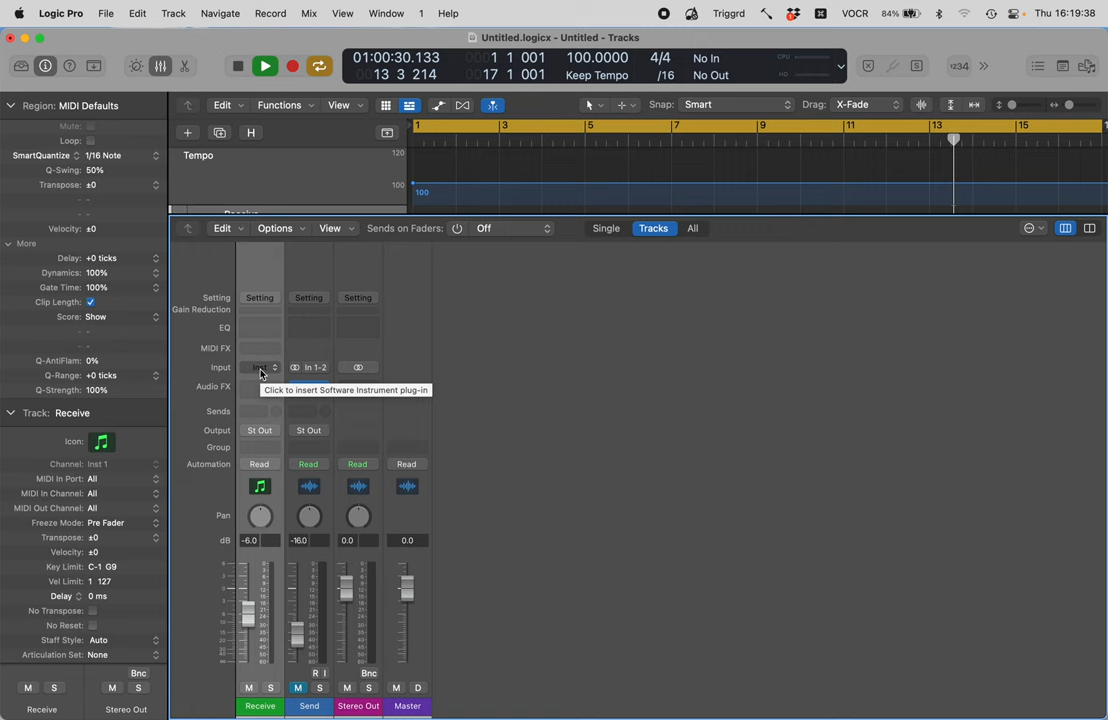 Logic Pro File Edit Track Navigate Record Mix View Window 1 Help Triggrd VOCR 84% Thu 16:19:38
Untitled.logicx - Untitled - Tracks
01:00:30.133 0001 1 001 100.0000 4/4 No In CPU
0013 3 214 0017 1 001 Keep Tempo /16 No Out HD
1234
Region: MIDI Defaults
Edit Functions View Snap: Smart Drag: X-Fade
Mute:
Loop:
SmartQuantize 1/16 Note
Q-Swing: 50%
Transpose: ±0
- -
- -
Velocity: ±0
More
Delay: +0 ticks
Dynamics: 100%
Gate Time: 100%
Clip Length:
Score: Show
- -
- -
Q-AntiFlam: 0%
Q-Range: +0 ticks
Q-Strength: 100%
Track: Receive
Icon:
Channel: Inst 1
MIDI In Port: All
MIDI In Channel: All
MIDI Out Channel: All
Freeze Mode: Pre Fader
Transpose: ±0
Velocity: ±0
Key Limit: C-1 G9
Vel Limit: 1 127
Delay 0 ms
No Transpose:
No Reset:
Staff Style: Auto
Articulation Set: None
Bnc
M S M S
Receive Stereo Out
H
1 3 5 7 9 11 13 15
Tempo 120
100
100
Edit Options View Sends on Faders: Off Single Tracks All
Setting Setting Setting Setting
Gain Reduction
EQ
MIDI FX
Input Inst In 1-2
Audio FX
Click to insert Software Instrument plug-in
Sends
Output St Out St Out
Group
Automation Read Read Read Read
Pan
dB -6.0 -16.0 0.0 0.0
R I Bnc
M S M S M S M D
Receive Send Stereo Out Master